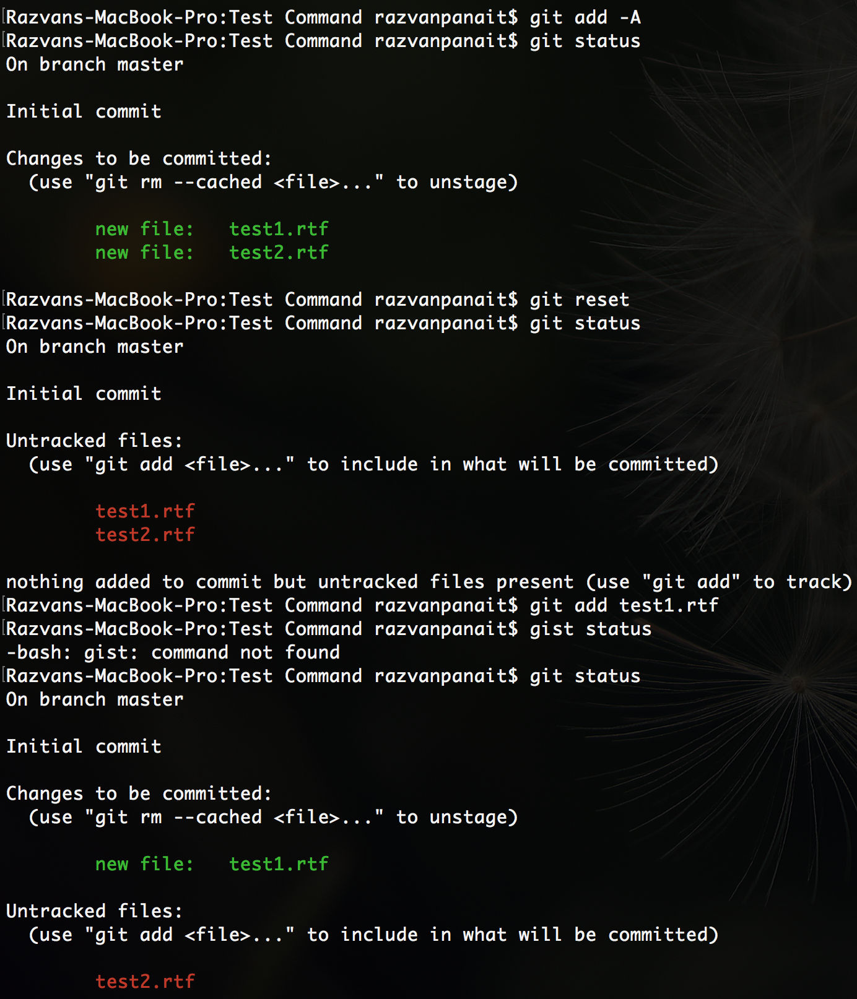 Razvans-MacBook-Pro:Test Command razvanpanait$ git add -A
Razvans-MacBook-Pro:Test Command razvanpanait$ git status
On branch master
Initial commit
Changes to be committed:
  (use "git rm --cached <file>..." to unstage)
        new file:   test1.rtf
        new file:   test2.rtf
Razvans-MacBook-Pro:Test Command razvanpanait$ git reset
Razvans-MacBook-Pro:Test Command razvanpanait$ git status
On branch master
Initial commit
Untracked files:
  (use "git add <file>..." to include in what will be committed)
        test1.rtf
        test2.rtf
nothing added to commit but untracked files present (use "git add" to track)
Razvans-MacBook-Pro:Test Command razvanpanait$ git add test1.rtf
Razvans-MacBook-Pro:Test Command razvanpanait$ gist status
-bash: gist: command not found
Razvans-MacBook-Pro:Test Command razvanpanait$ git status
On branch master
Initial commit
Changes to be committed:
  (use "git rm --cached <file>..." to unstage)
        new file:   test1.rtf
Untracked files:
  (use "git add <file>..." to include in what will be committed)
        test2.rtf